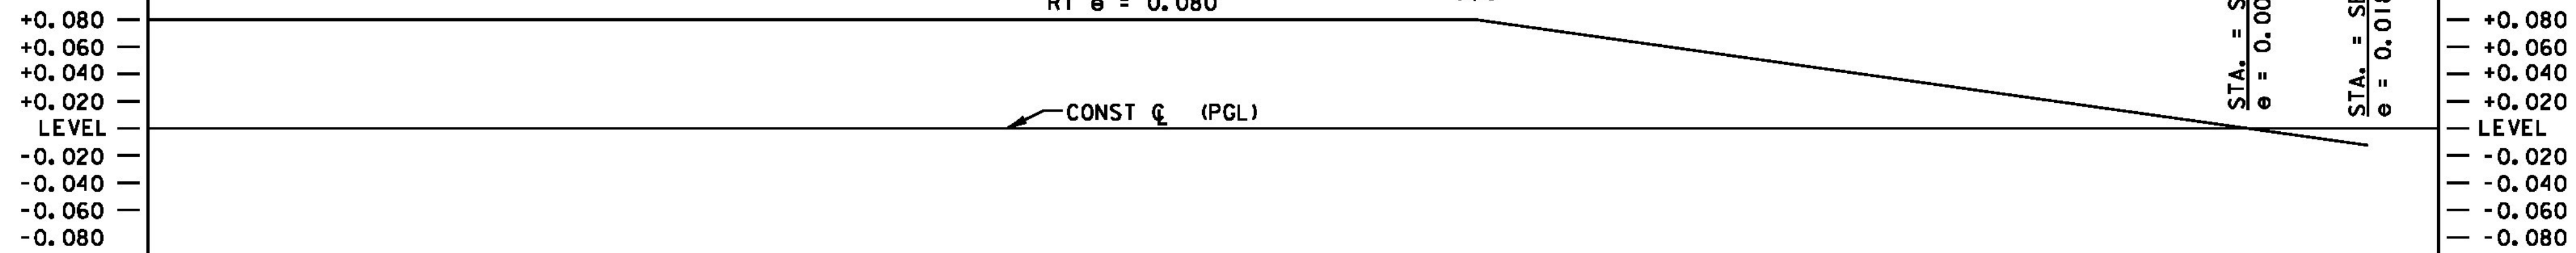 RT e = 0.080
+0.080
+0.060
+0.040
+0.020
LEVEL
-0.020
-0.040
-0.060
-0.080
CONST ℄ (PGL)
STA. =
e = 0.00
STA. =
e = 0.018
+0.080
+0.060
+0.040
+0.020
LEVEL
-0.020
-0.040
-0.060
-0.080